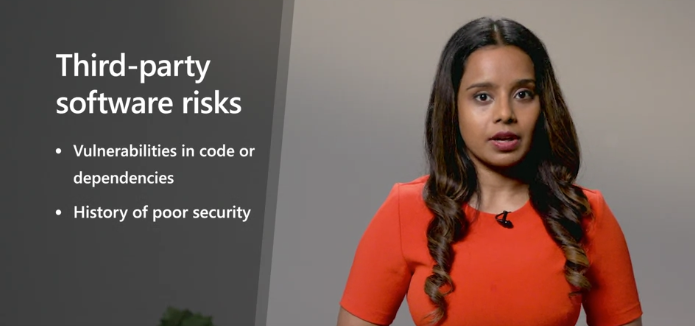 Third-party
software risks
• Vulnerabilities in code or
dependencies
• History of poor security